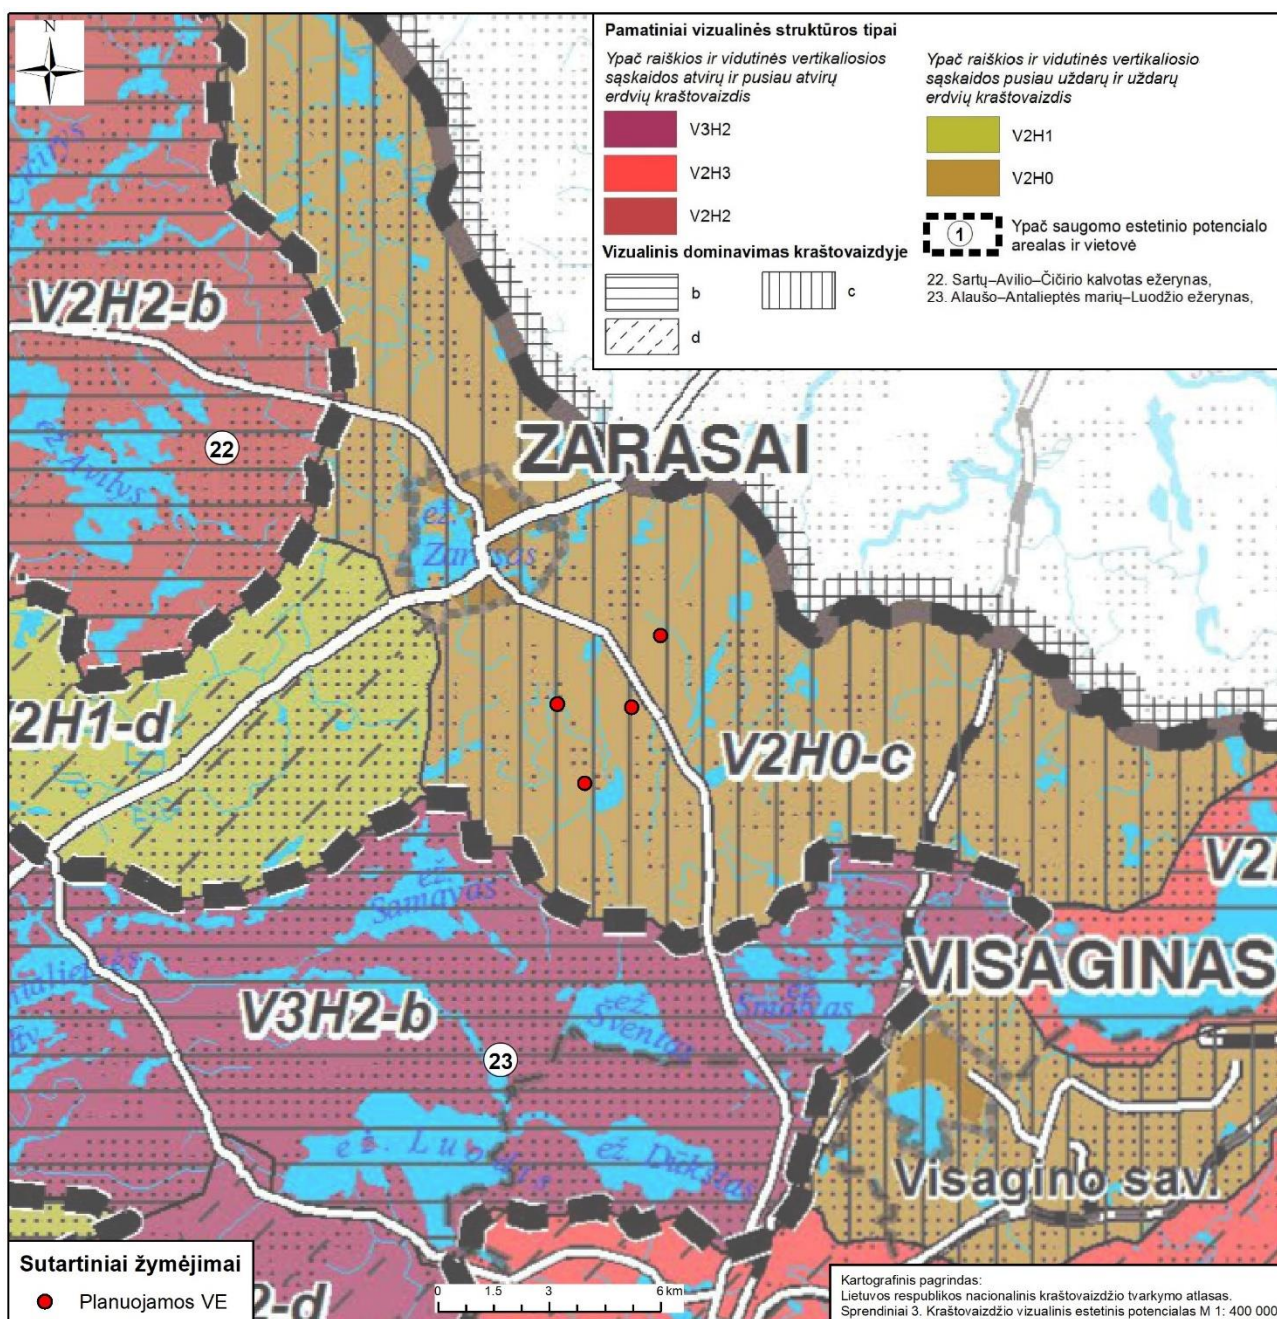 N
Pamatiniai vizualinės struktūros tipai
Ypač raiškios ir vidutinės vertikaliosios
sąskaidos atvirų ir pusiau atvirų
erdvių kraštovaizdis
V3H2
V2H3
V2H2
Ypač raiškios ir vidutinės vertikaliosio
sąskaidos pusiau uždarų ir uždarų
erdvių kraštovaizdis
V2H1
V2H0
1
Ypač saugomo estetinio potencialo
arealas ir vietovė
Vizualinis dominavimas kraštovaizdyje
b
c
d
22. Sartų–Avilio–Čičirio kalvotas ežerynas,
23. Alaušo–Antalieptės marių–Luodžio ežerynas,
V2H2-b
22
ež. Avilys
ZARASAI
ež.
Zarasas
V2H1-d
V2H0-c
ež.
Samavas
V3H2-b
23
ež.
Šventas
ež.
Smalvas
VISAGINAS
ež. Luodis
ež. Dūkstas
Visagino sav.
2-d
Sutartiniai žymėjimai
Planuojamos VE
0 1.5 3 6 km
Kartografinis pagrindas:
Lietuvos respublikos nacionalinis kraštovaizdžio tvarkymo atlasas.
Sprendiniai 3. Kraštovaizdžio vizualinis estetinis potencialas M 1: 400 000